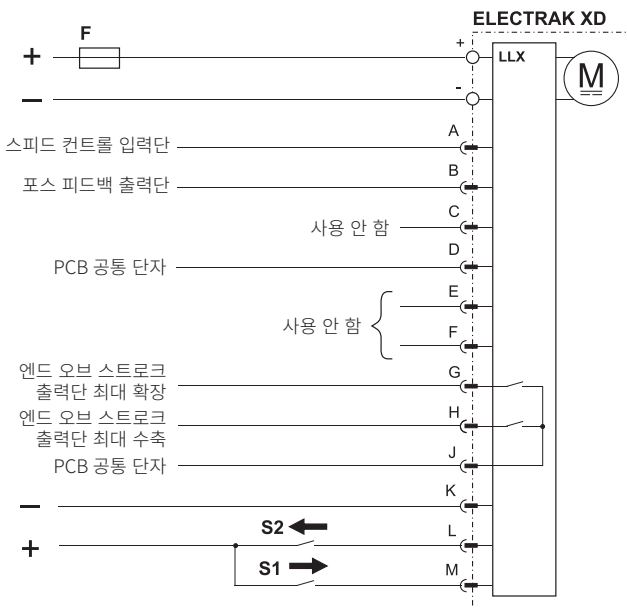 ELECTRAK XD
F
+
+
LLX
M
−
-
A
스피드 컨트롤 입력단
B
포스 피드백 출력단
C
사용 안 함
D
PCB 공통 단자
E
사용 안 함
F
엔드 오브 스트로크
출력단 최대 확장
G
엔드 오브 스트로크
출력단 최대 수축
H
J
PCB 공통 단자
K
−
S2
L
+
S1
M